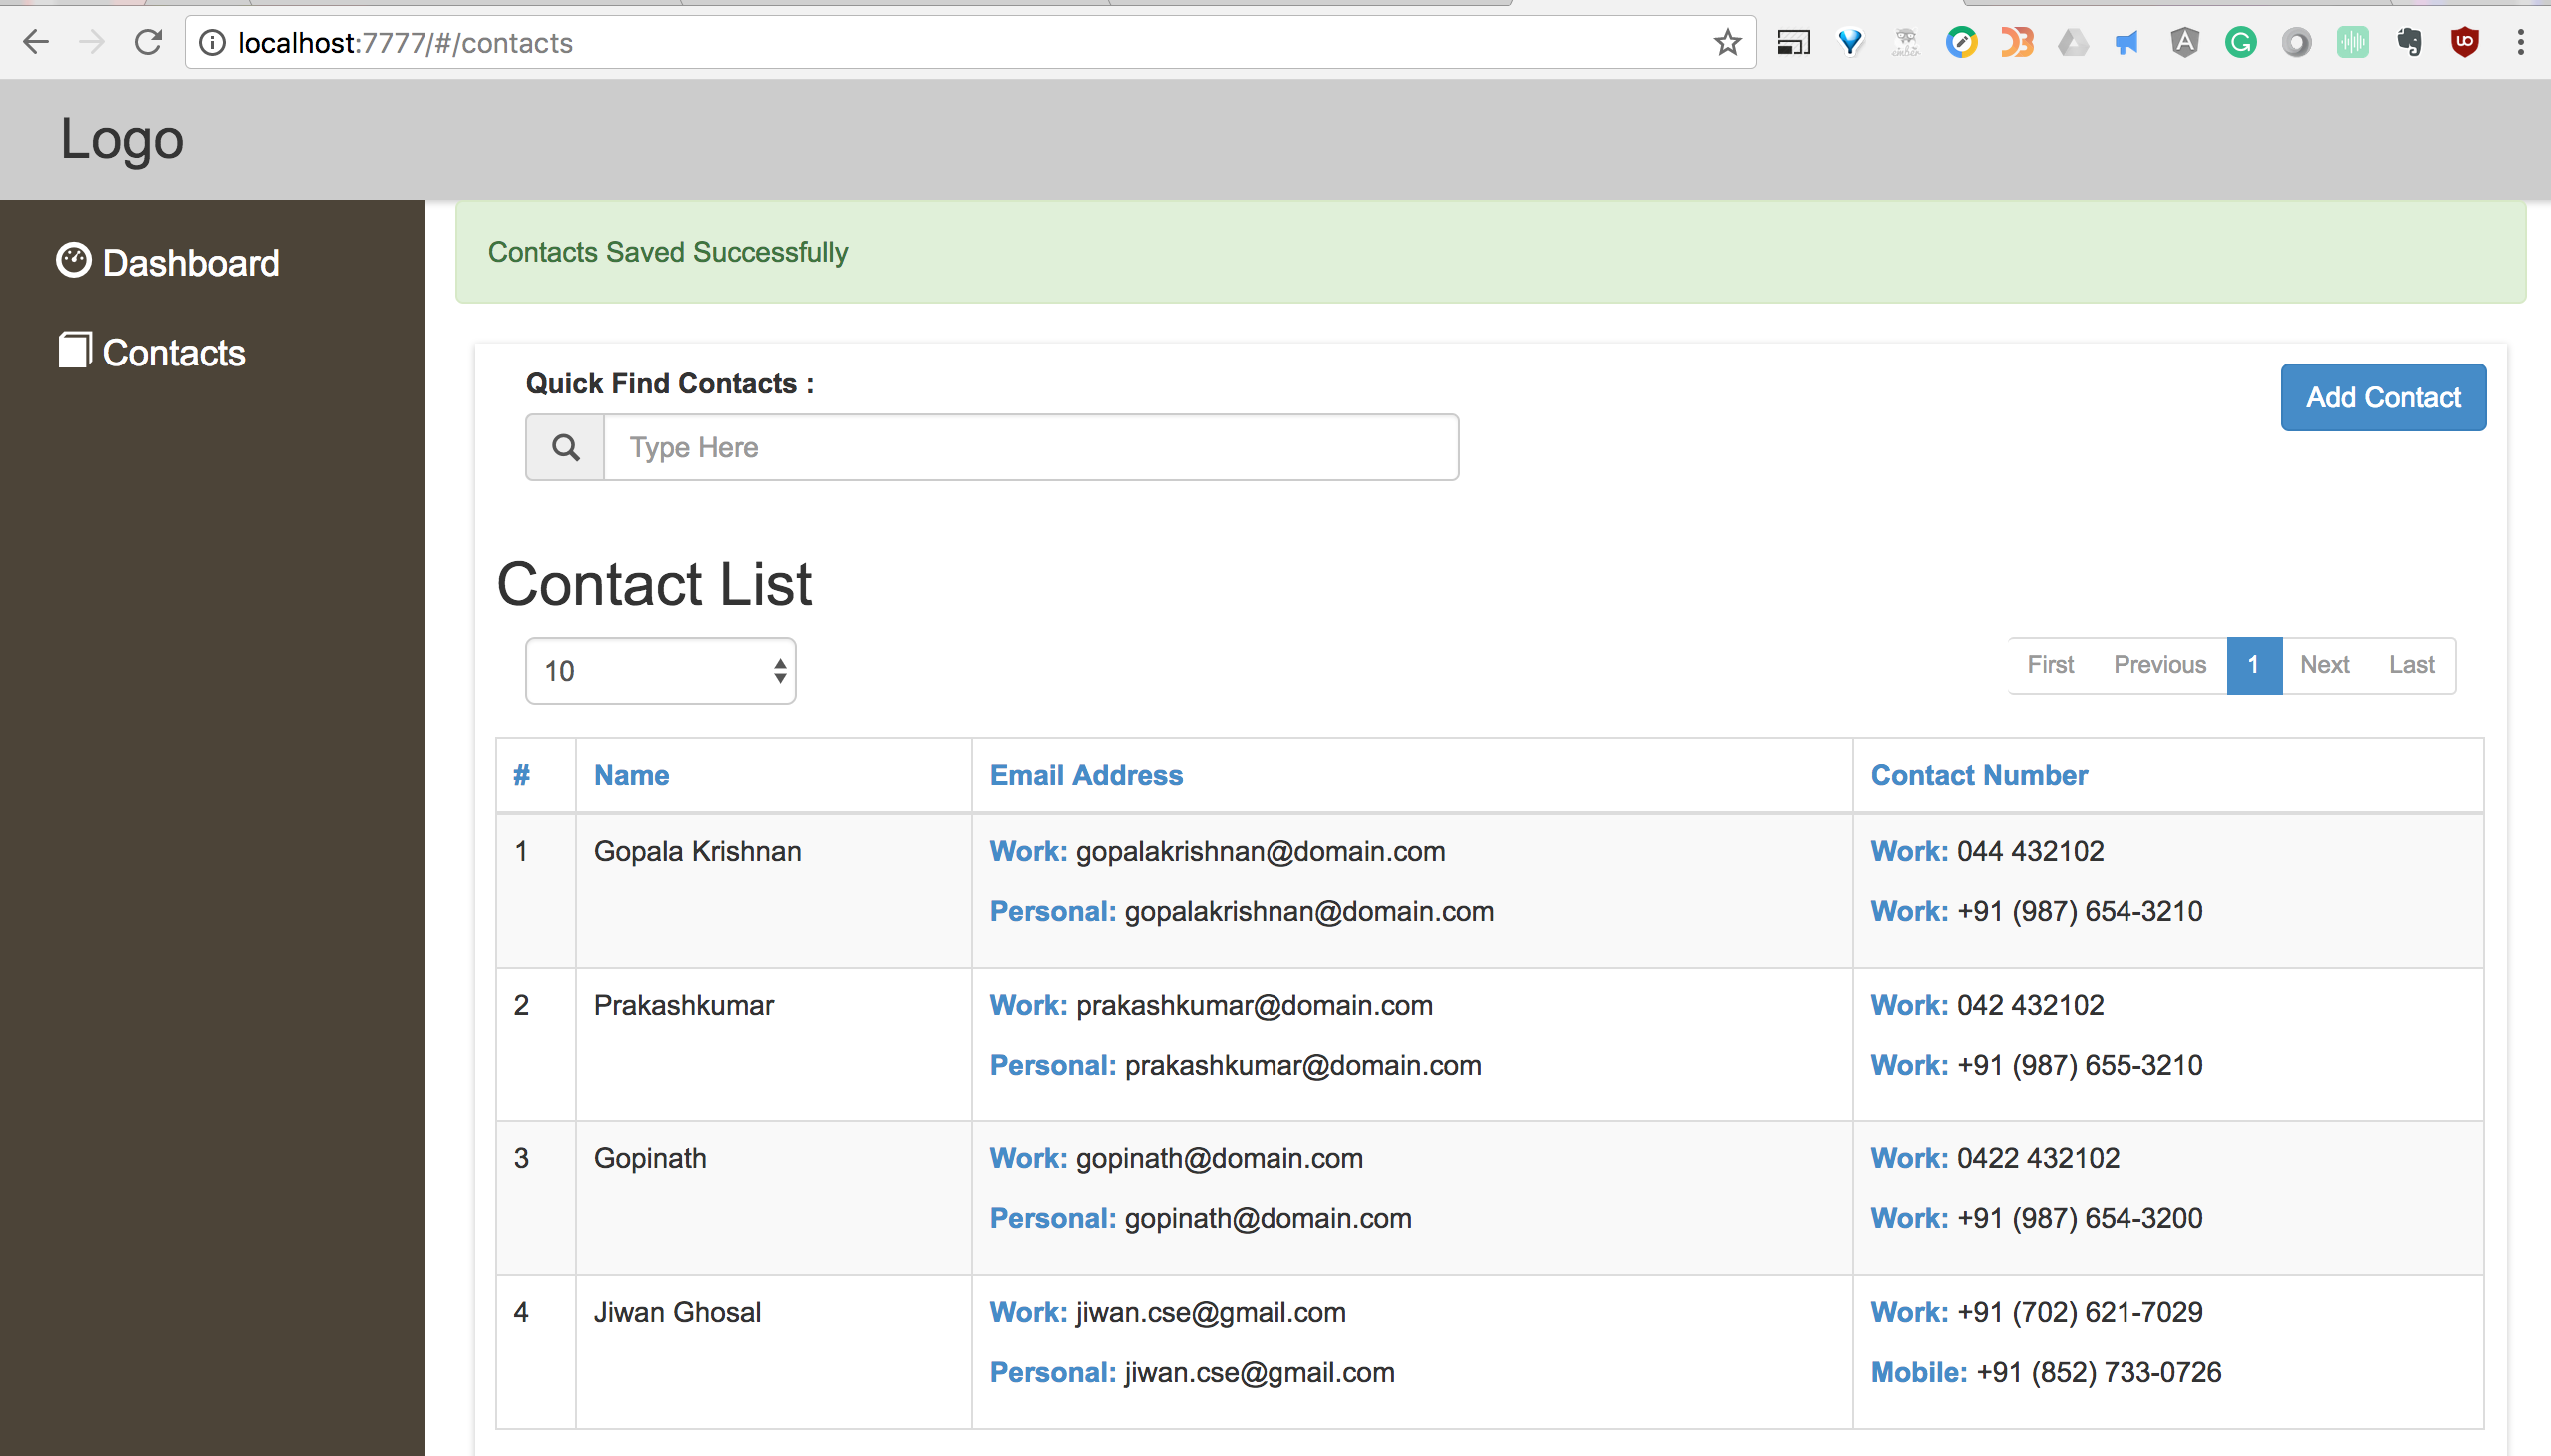 localhost:7777/#/contacts
Logo
Dashboard
Contacts
Contacts Saved Successfully
Quick Find Contacts :
Type Here
Add Contact
Contact List
10
First Previous 1 Next Last
# Name Email Address Contact Number
1 Gopala Krishnan Work: gopalakrishnan@domain.com Work: 044 432102
Personal: gopalakrishnan@domain.com Work: +91 (987) 654-3210
2 Prakashkumar Work: prakashkumar@domain.com Work: 042 432102
Personal: prakashkumar@domain.com Work: +91 (987) 655-3210
3 Gopinath Work: gopinath@domain.com Work: 0422 432102
Personal: gopinath@domain.com Work: +91 (987) 654-3200
4 Jiwan Ghosal Work: jiwan.cse@gmail.com Work: +91 (702) 621-7029
Personal: jiwan.cse@gmail.com Mobile: +91 (852) 733-0726